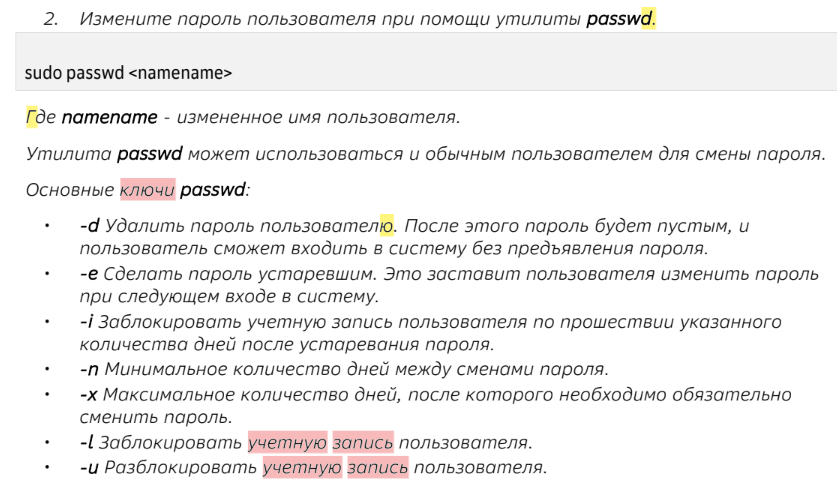 2. Измените пароль пользователя при помощи утилиты passwd.
sudo passwd <namename>
Где namename - измененное имя пользователя.
Утилита passwd может использоваться и обычным пользователем для смены пароля.
Основные ключи passwd:
• -d Удалить пароль пользователю. После этого пароль будет пустым, и
пользователь сможет входить в систему без предъявления пароля.
• -e Сделать пароль устаревшим. Это заставит пользователя изменить пароль
при следующем входе в систему.
• -i Заблокировать учетную запись пользователя по прошествии указанного
количества дней после устаревания пароля.
• -n Минимальное количество дней между сменами пароля.
• -x Максимальное количество дней, после которого необходимо обязательно
сменить пароль.
• -l Заблокировать учетную запись пользователя.
• -u Разблокировать учетную запись пользователя.